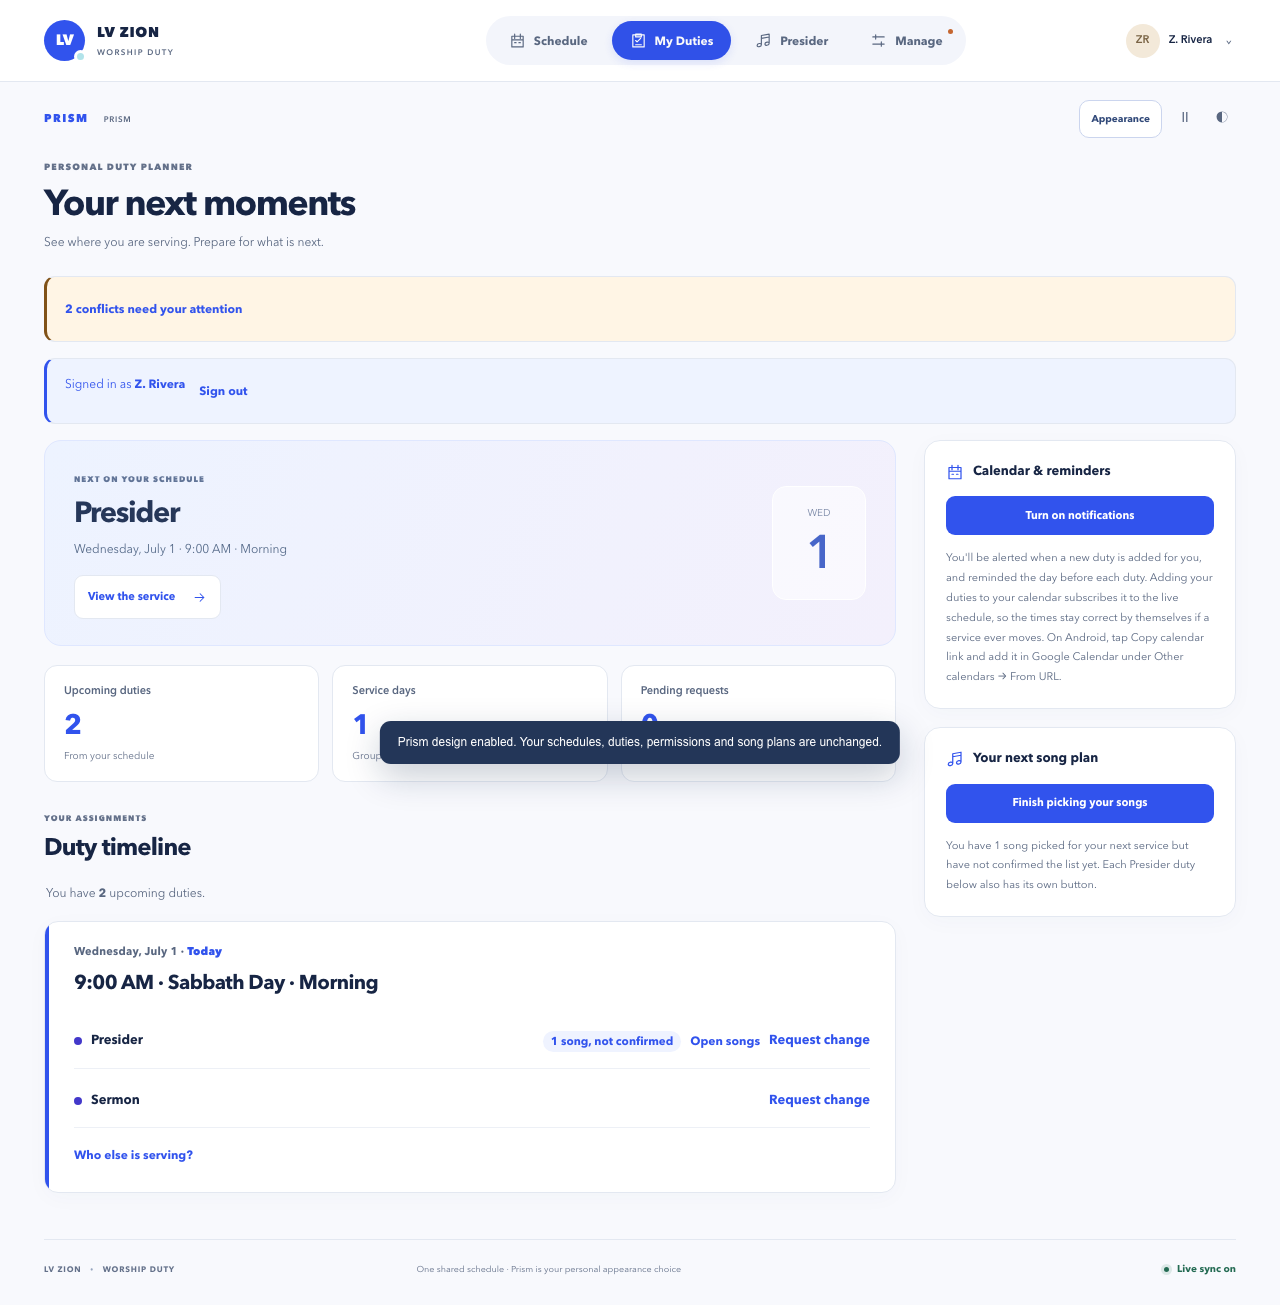 LV
LV ZION
WORSHIP DUTY
Schedule
My Duties
Presider
Manage
ZR
Z. Rivera
PRISM
PRISM
Appearance
PERSONAL DUTY PLANNER
Your next moments
See where you are serving. Prepare for what is next.
2 conflicts need your attention
Signed in as Z. Rivera
Sign out
NEXT ON YOUR SCHEDULE
Presider
Wednesday, July 1 · 9:00 AM · Morning
View the service →
WED
1
Calendar & reminders
Turn on notifications
You'll be alerted when a new duty is added for you,
and reminded the day before each duty. Adding your
duties to your calendar subscribes it to the live
schedule, so the times stay correct by themselves if a
service ever moves. On Android, tap Copy calendar
link and add it in Google Calendar under Other
calendars → From URL.
Upcoming duties
2
From your schedule
Service days
1
Pending requests
Prism design enabled. Your schedules, duties, permissions and song plans are unchanged.
Your next song plan
Finish picking your songs
You have 1 song picked for your next service but
have not confirmed the list yet. Each Presider duty
below also has its own button.
YOUR ASSIGNMENTS
Duty timeline
You have 2 upcoming duties.
Wednesday, July 1 · Today
9:00 AM · Sabbath Day · Morning
Presider
1 song, not confirmed
Open songs
Request change
Sermon
Request change
Who else is serving?
LV ZION • WORSHIP DUTY
One shared schedule · Prism is your personal appearance choice
Live sync on